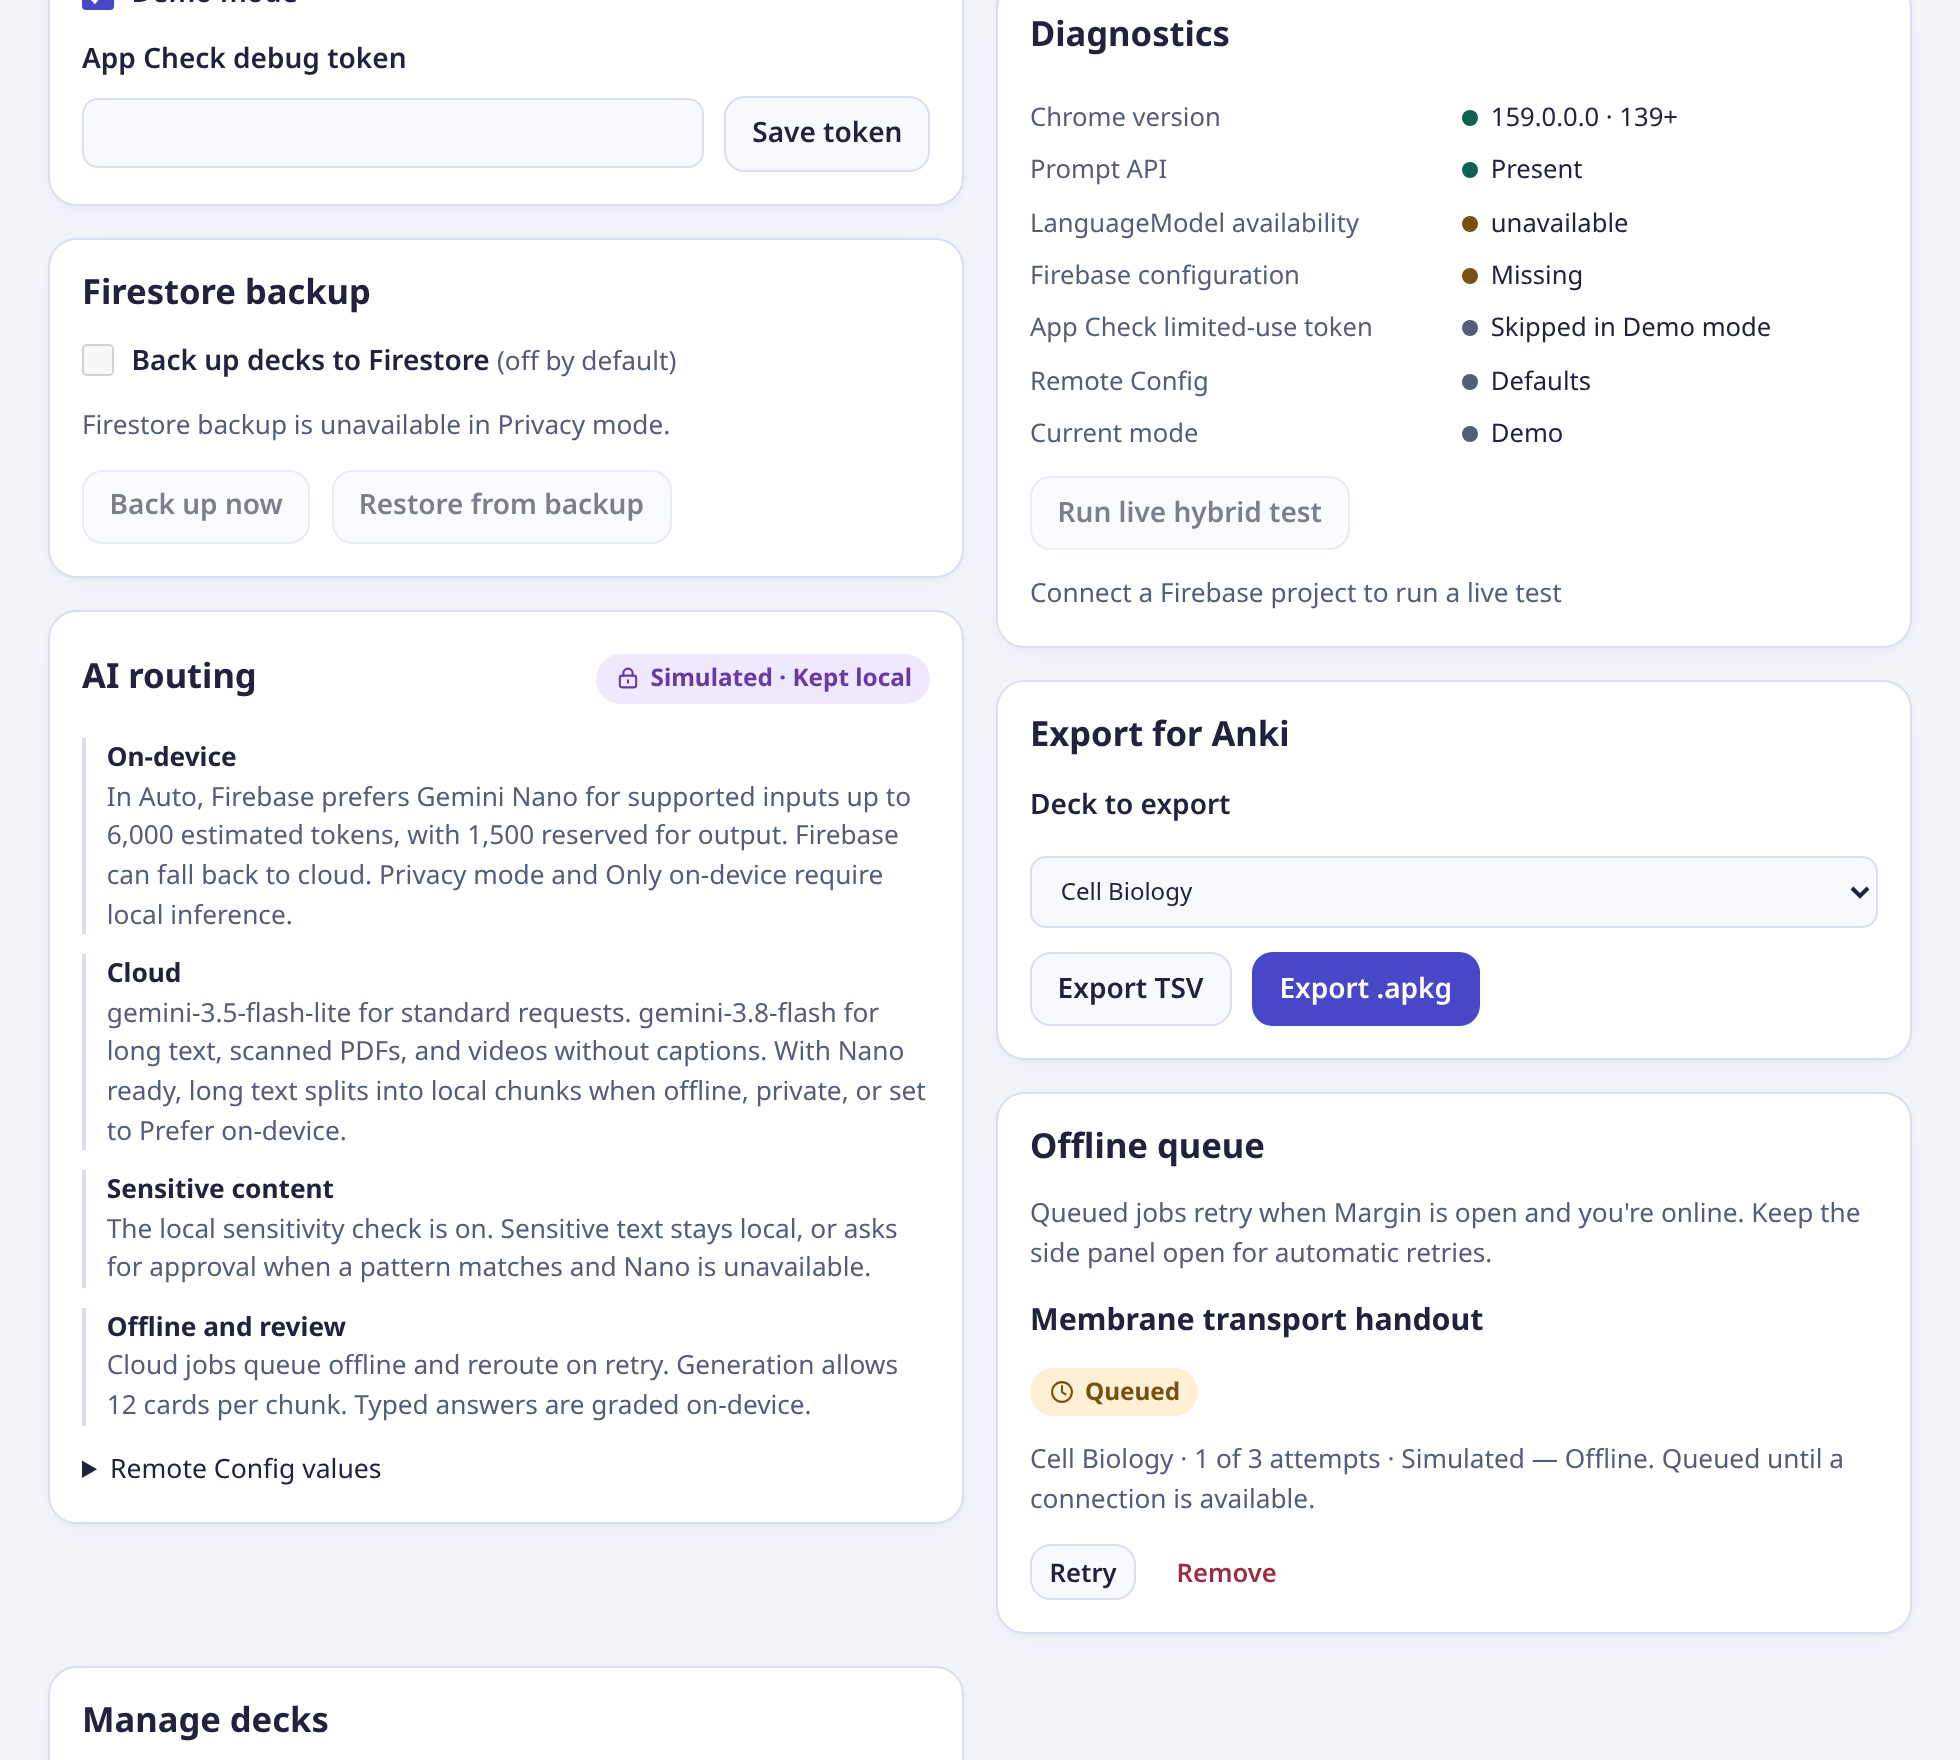 Demo mode
App Check debug token
Save token
Firestore backup
Back up decks to Firestore (off by default)
Firestore backup is unavailable in Privacy mode.
Back up now
Restore from backup
AI routing
Simulated · Kept local
On-device
In Auto, Firebase prefers Gemini Nano for supported inputs up to
6,000 estimated tokens, with 1,500 reserved for output. Firebase
can fall back to cloud. Privacy mode and Only on-device require
local inference.
Cloud
gemini-3.5-flash-lite for standard requests. gemini-3.8-flash for
long text, scanned PDFs, and videos without captions. With Nano
ready, long text splits into local chunks when offline, private, or set
to Prefer on-device.
Sensitive content
The local sensitivity check is on. Sensitive text stays local, or asks
for approval when a pattern matches and Nano is unavailable.
Offline and review
Cloud jobs queue offline and reroute on retry. Generation allows
12 cards per chunk. Typed answers are graded on-device.
Remote Config values
Manage decks
Diagnostics
Chrome version 159.0.0.0 · 139+
Prompt API Present
LanguageModel availability unavailable
Firebase configuration Missing
App Check limited-use token Skipped in Demo mode
Remote Config Defaults
Current mode Demo
Run live hybrid test
Connect a Firebase project to run a live test
Export for Anki
Deck to export
Cell Biology
Export TSV
Export .apkg
Offline queue
Queued jobs retry when Margin is open and you're online. Keep the
side panel open for automatic retries.
Membrane transport handout
Queued
Cell Biology · 1 of 3 attempts · Simulated — Offline. Queued until a
connection is available.
Retry
Remove